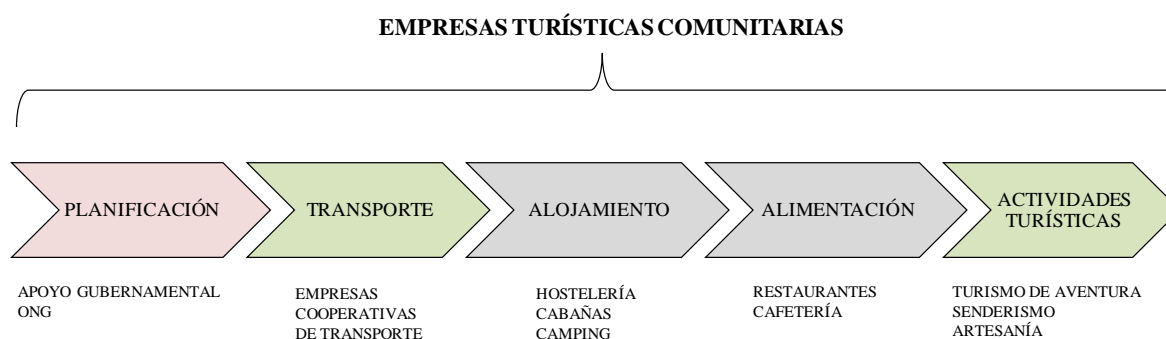 EMPRESAS TURÍSTICAS COMUNITARIAS
PLANIFICACIÓN
TRANSPORTE
ALOJAMIENTO
ALIMENTACIÓN
ACTIVIDADES
TURÍSTICAS
APOYO GUBERNAMENTAL
ONG
EMPRESAS
COOPERATIVAS
DE TRANSPORTE
HOSTELERÍA
CABAÑAS
CAMPING
RESTAURANTES
CAFETERÍA
TURISMO DE AVENTURA
SENDERISMO
ARTESANÍA